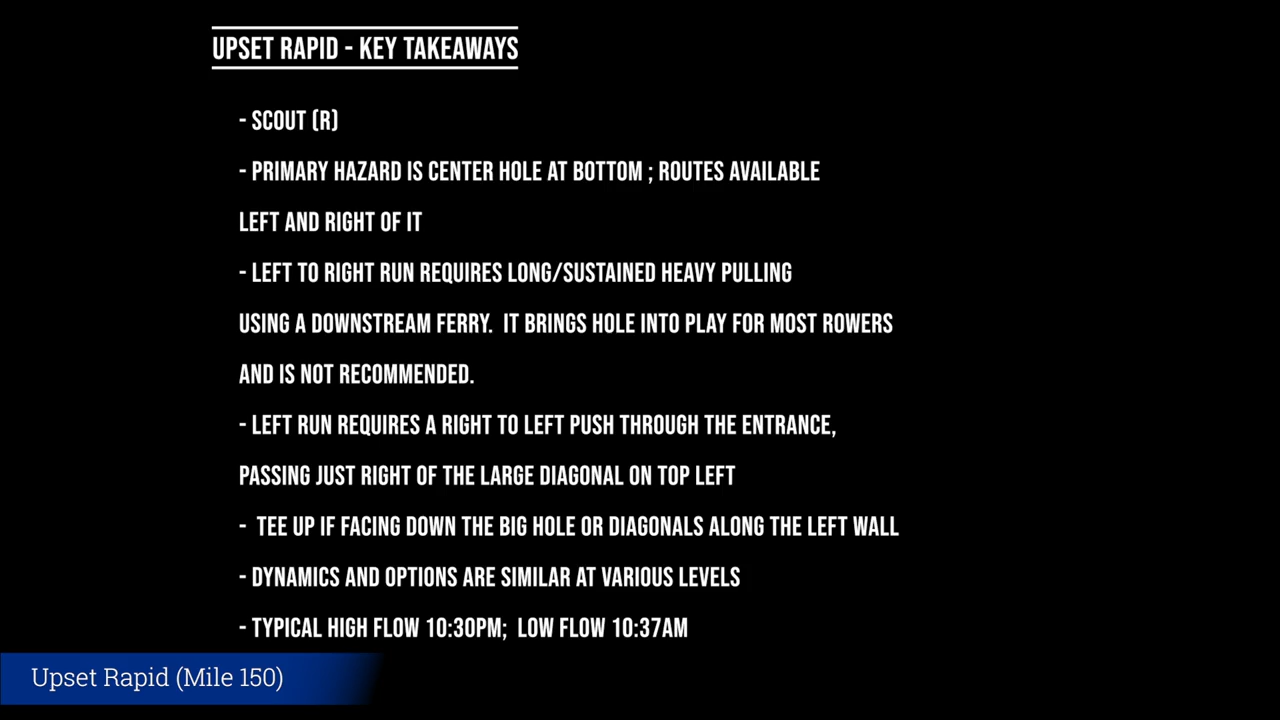 UPSET RAPID - KEY TAKEAWAYS
- SCOUT (R)
- PRIMARY HAZARD IS CENTER HOLE AT BOTTOM ; ROUTES AVAILABLE
LEFT AND RIGHT OF IT
- LEFT TO RIGHT RUN REQUIRES LONG/SUSTAINED HEAVY PULLING
USING A DOWNSTREAM FERRY.  IT BRINGS HOLE INTO PLAY FOR MOST ROWERS
AND IS NOT RECOMMENDED.
- LEFT RUN REQUIRES A RIGHT TO LEFT PUSH THROUGH THE ENTRANCE,
PASSING JUST RIGHT OF THE LARGE DIAGONAL ON TOP LEFT
-  TEE UP IF FACING DOWN THE BIG HOLE OR DIAGONALS ALONG THE LEFT WALL
- DYNAMICS AND OPTIONS ARE SIMILAR AT VARIOUS LEVELS
- TYPICAL HIGH FLOW 10:30PM;  LOW FLOW 10:37AM
Upset Rapid (Mile 150)